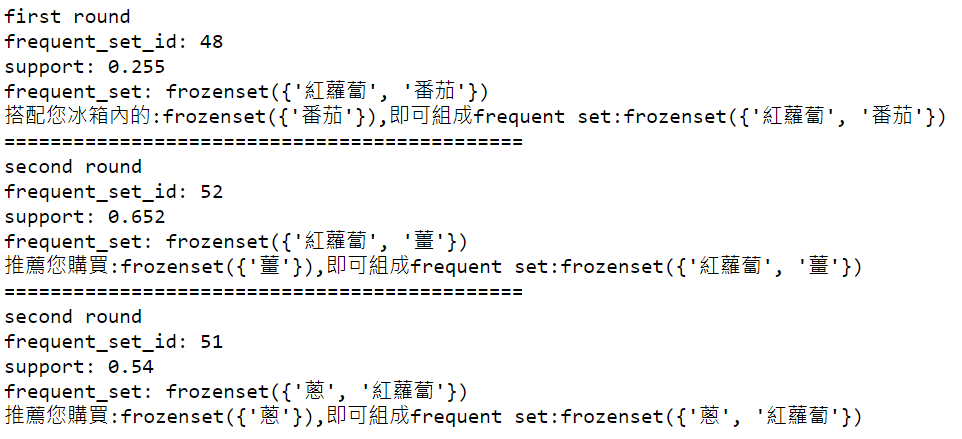 first round
frequent_set_id: 48
support: 0.255
frequent_set: frozenset({'紅蘿蔔', '番茄'})
搭配您冰箱內的:frozenset({'番茄'}),即可組成frequent set:frozenset({'紅蘿蔔', '番茄'})
=============================================
second round
frequent_set_id: 52
support: 0.652
frequent_set: frozenset({'紅蘿蔔', '薑'})
推薦您購買:frozenset({'薑'}),即可組成frequent set:frozenset({'紅蘿蔔', '薑'})
=============================================
second round
frequent_set_id: 51
support: 0.54
frequent_set: frozenset({'蔥', '紅蘿蔔'})
推薦您購買:frozenset({'蔥'}),即可組成frequent set:frozenset({'蔥', '紅蘿蔔'})